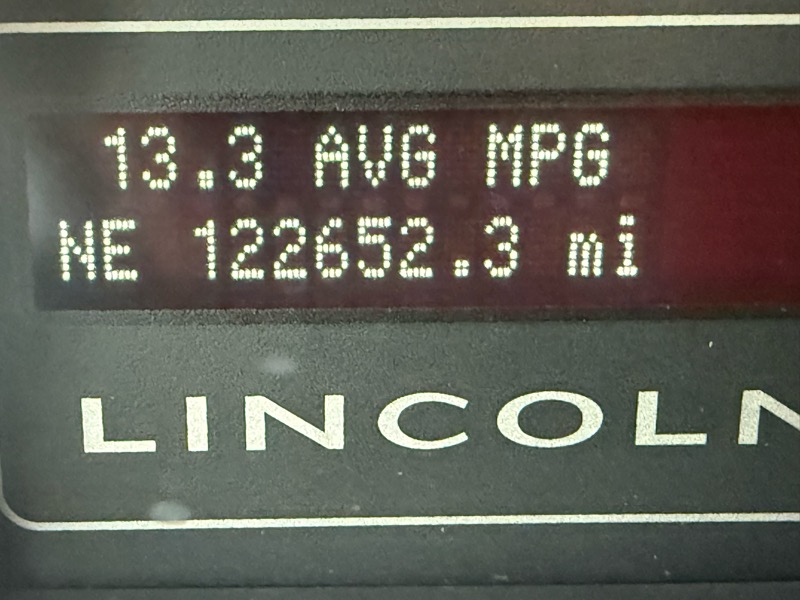 13.3 AVG MPG
NE 122652.3 mi
LINCOLN